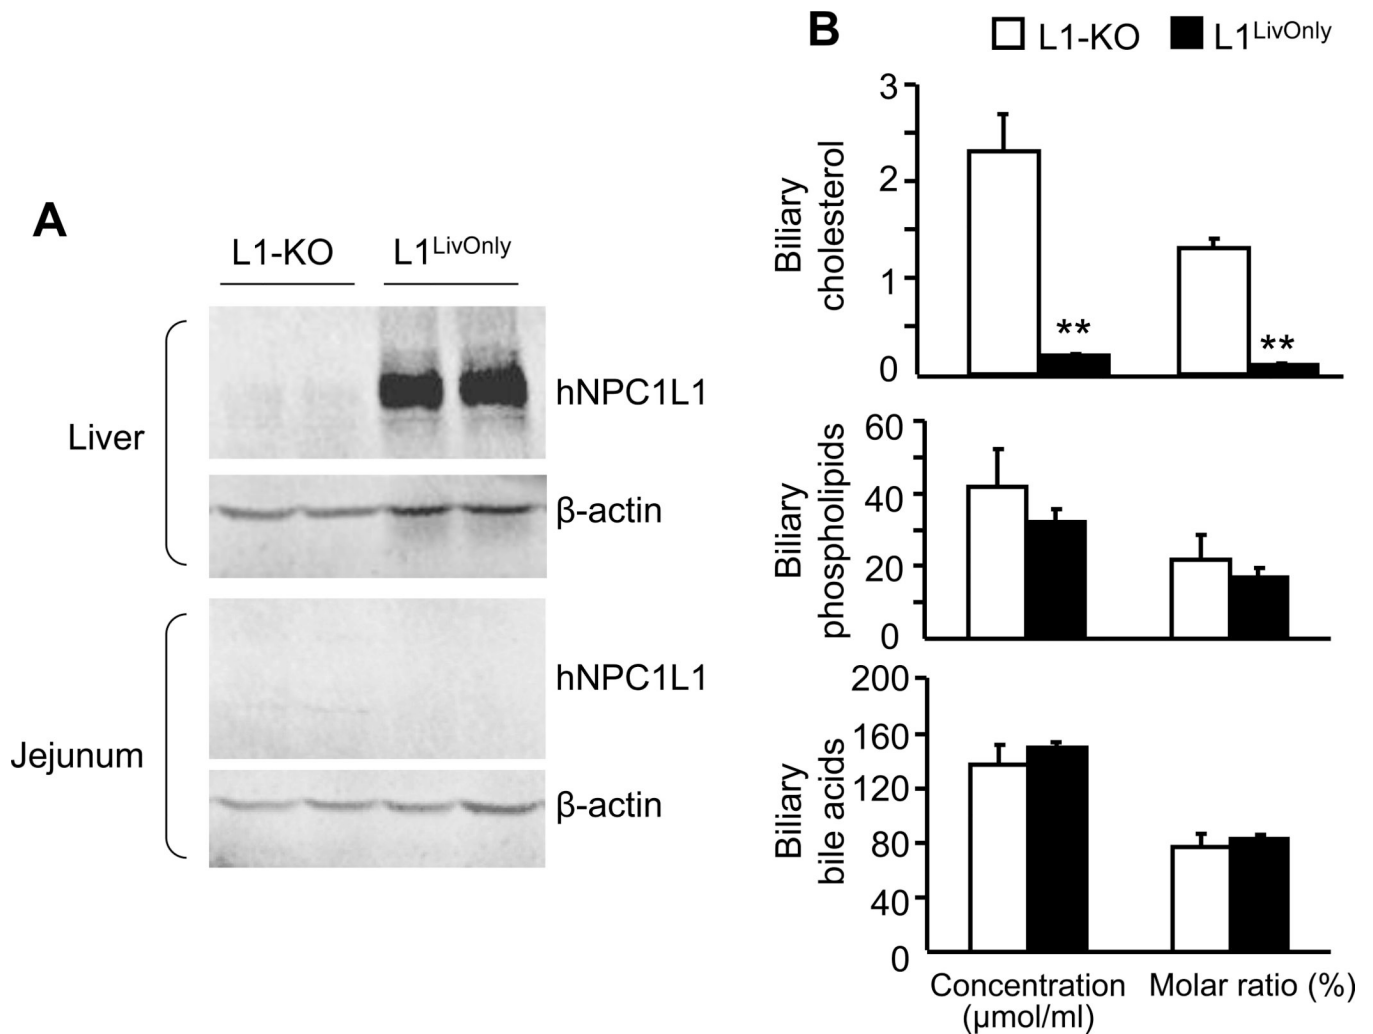 A
L1-KO L1LivOnly
Liver
hNPC1L1
β-actin
Jejunum
hNPC1L1
β-actin
B
L1-KO L1LivOnly
Biliary
cholesterol
3
2
1
0
**
**
Biliary
phospholipids
60
40
20
0
Biliary
bile acids
200
160
120
80
40
0
Concentration
(µmol/ml)
Molar ratio (%)